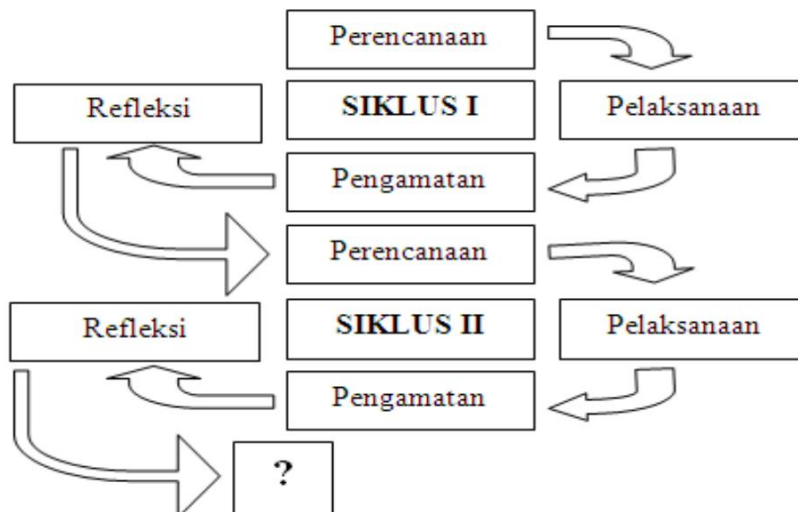 Perencanaan
Refleksi
SIKLUS I
Pelaksanaan
Pengamatan
Perencanaan
Refleksi
SIKLUS II
Pelaksanaan
Pengamatan
?